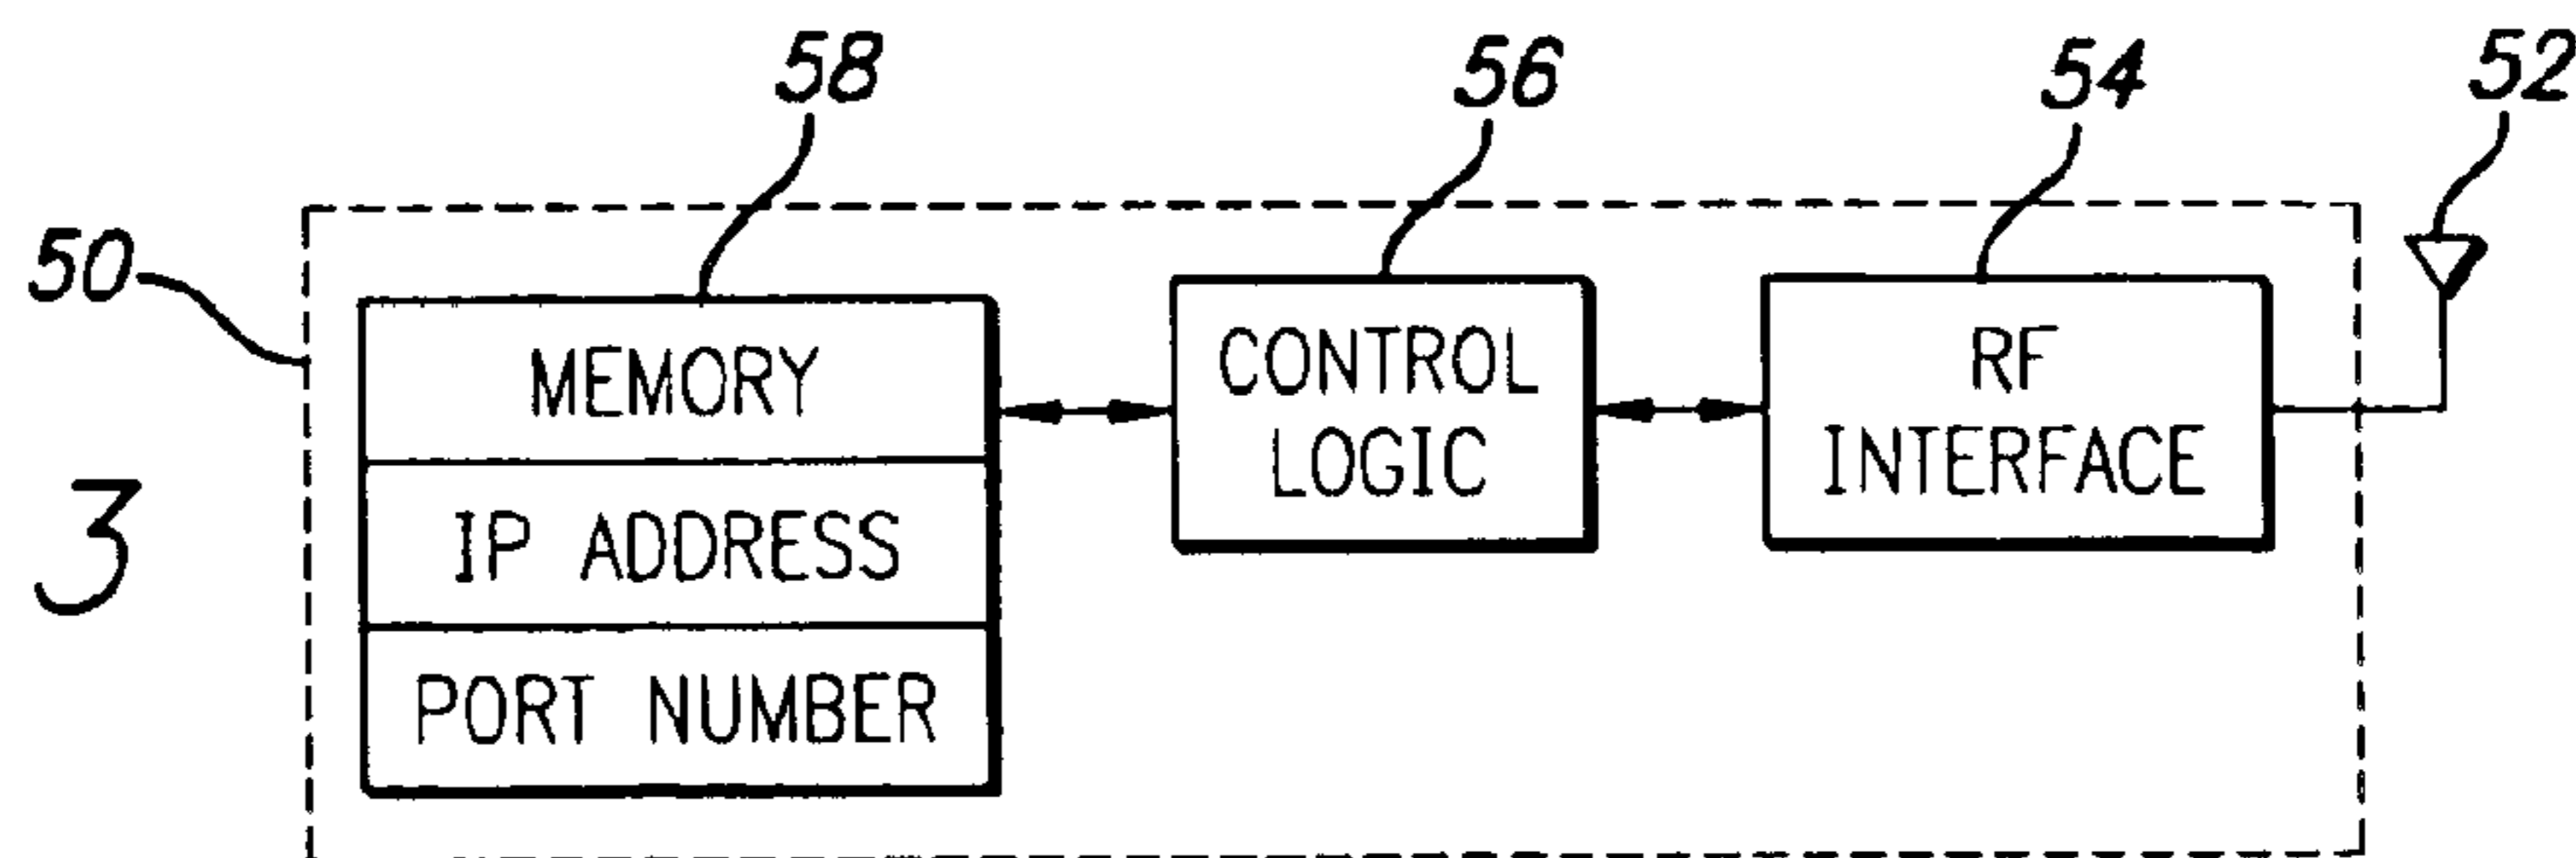 58
56
54
52
50
MEMORY
IP ADDRESS
PORT NUMBER
CONTROL
LOGIC
RF
INTERFACE
3